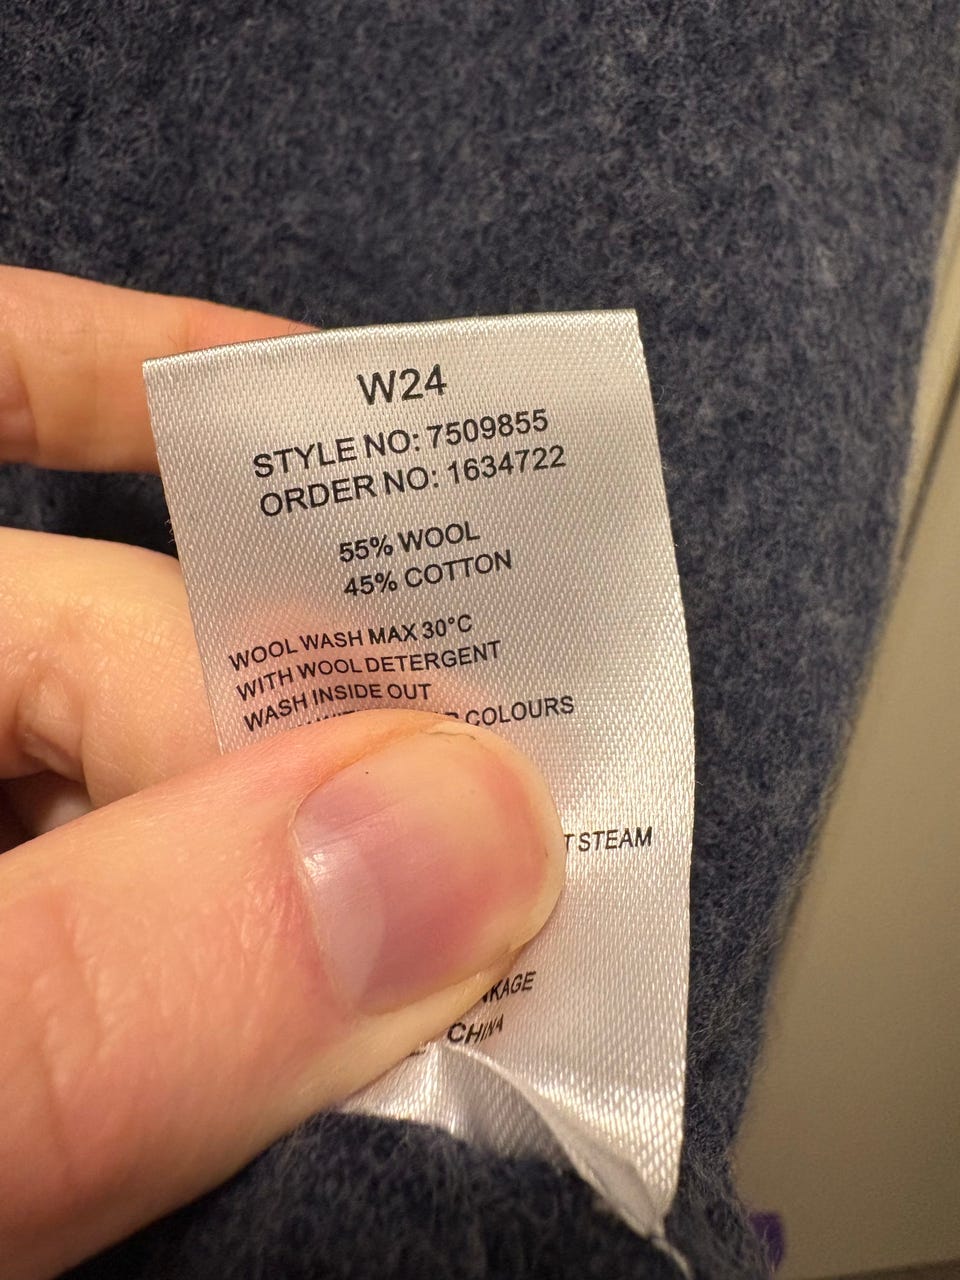 W24
STYLE NO: 7509855
ORDER NO: 1634722
55% WOOL
45% COTTON
WOOL WASH MAX 30°C
WITH WOOL DETERGENT
WASH INSIDE OUT
COLOURS
STEAM
CHINA